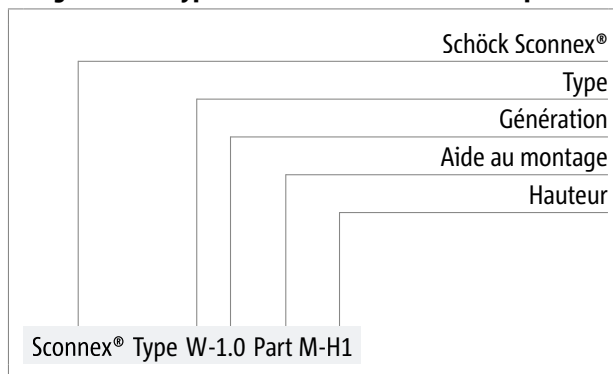 Schöck Sconnex®
Type
Génération
Aide au montage
Hauteur
Sconnex® Type W-1.0 Part M-H1